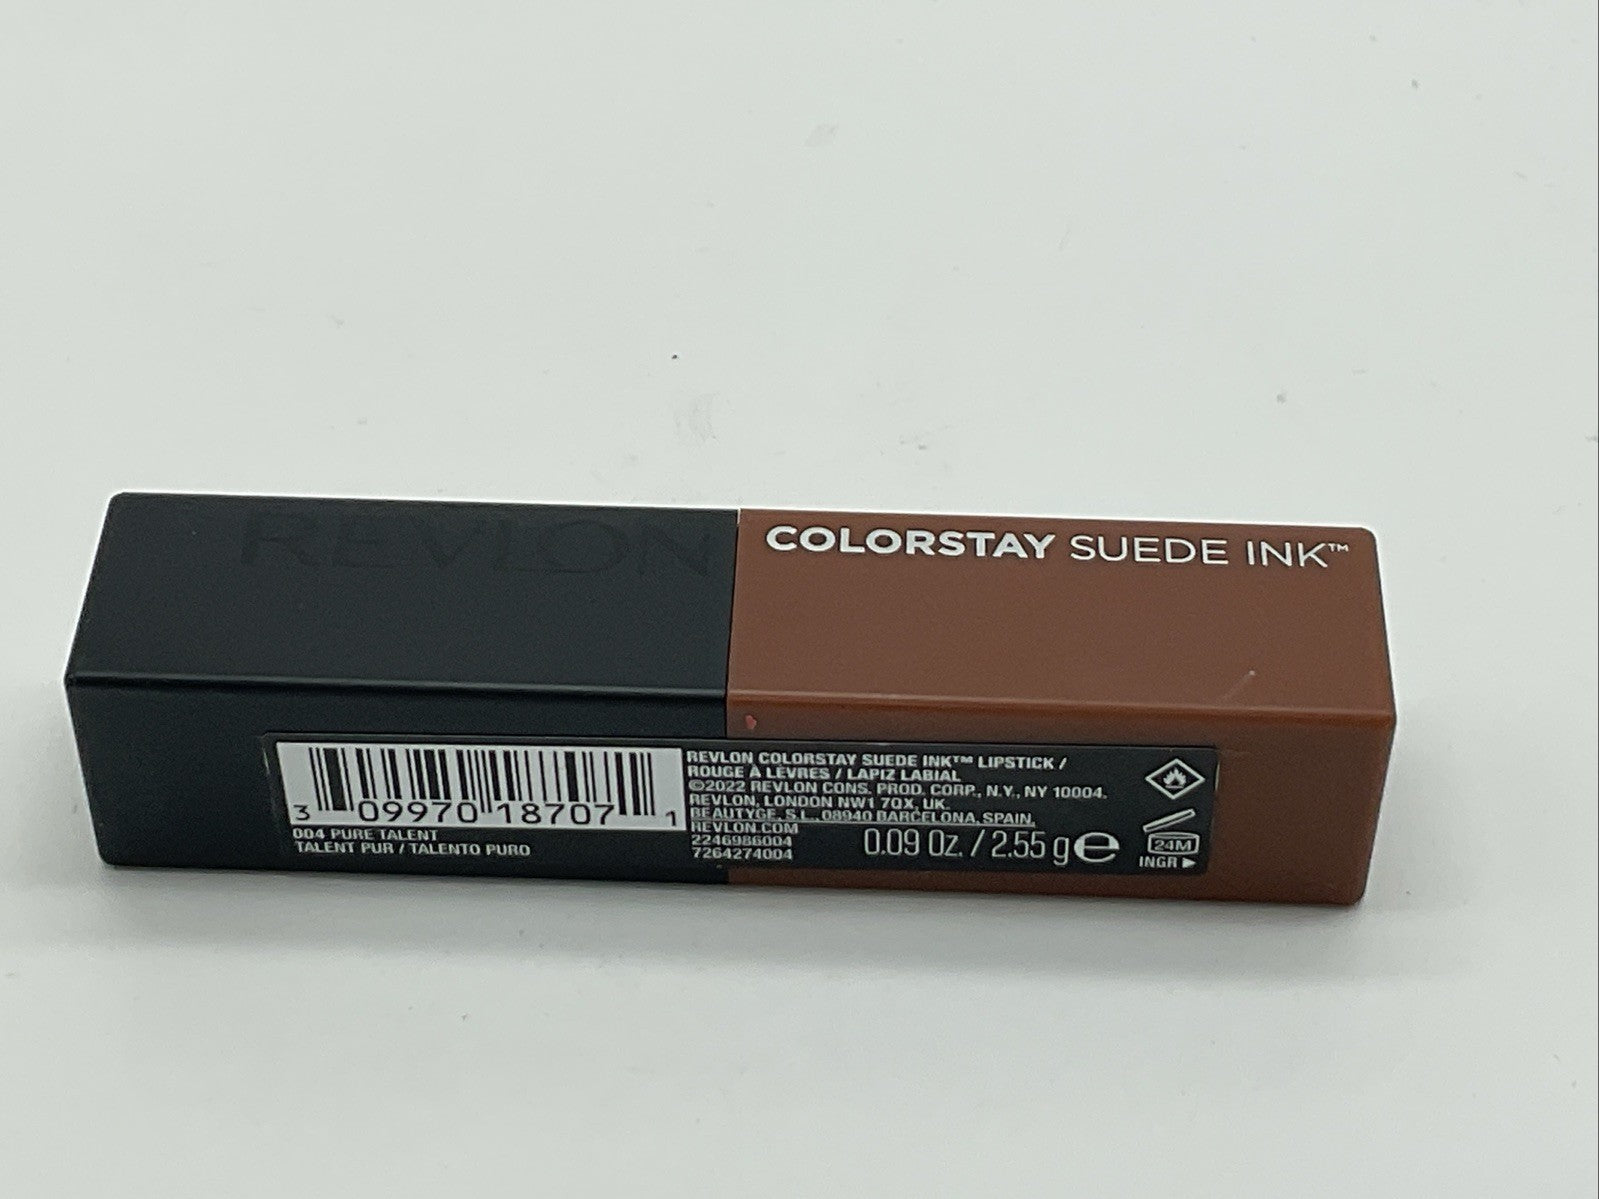 REVLON
COLORSTAY SUEDE INK™
3 09970 18707 1
004 PURE TALENT
TALENT PUR / TALENTO PURO
REVLON COLORSTAY SUEDE INK™ LIPSTICK /
ROUGE À LÈVRES / LAPIZ LABIAL
©2022 REVLON CONS. PROD. CORP., N.Y., NY 10004.
REVLON, LONDON NW1 7QX, UK.
BEAUTYGE, S.L., 08940 BARCELONA, SPAIN.
REVLON.COM
2246986004
7264274004
0.09 Oz. / 2.55 g e
24M
INGR ►